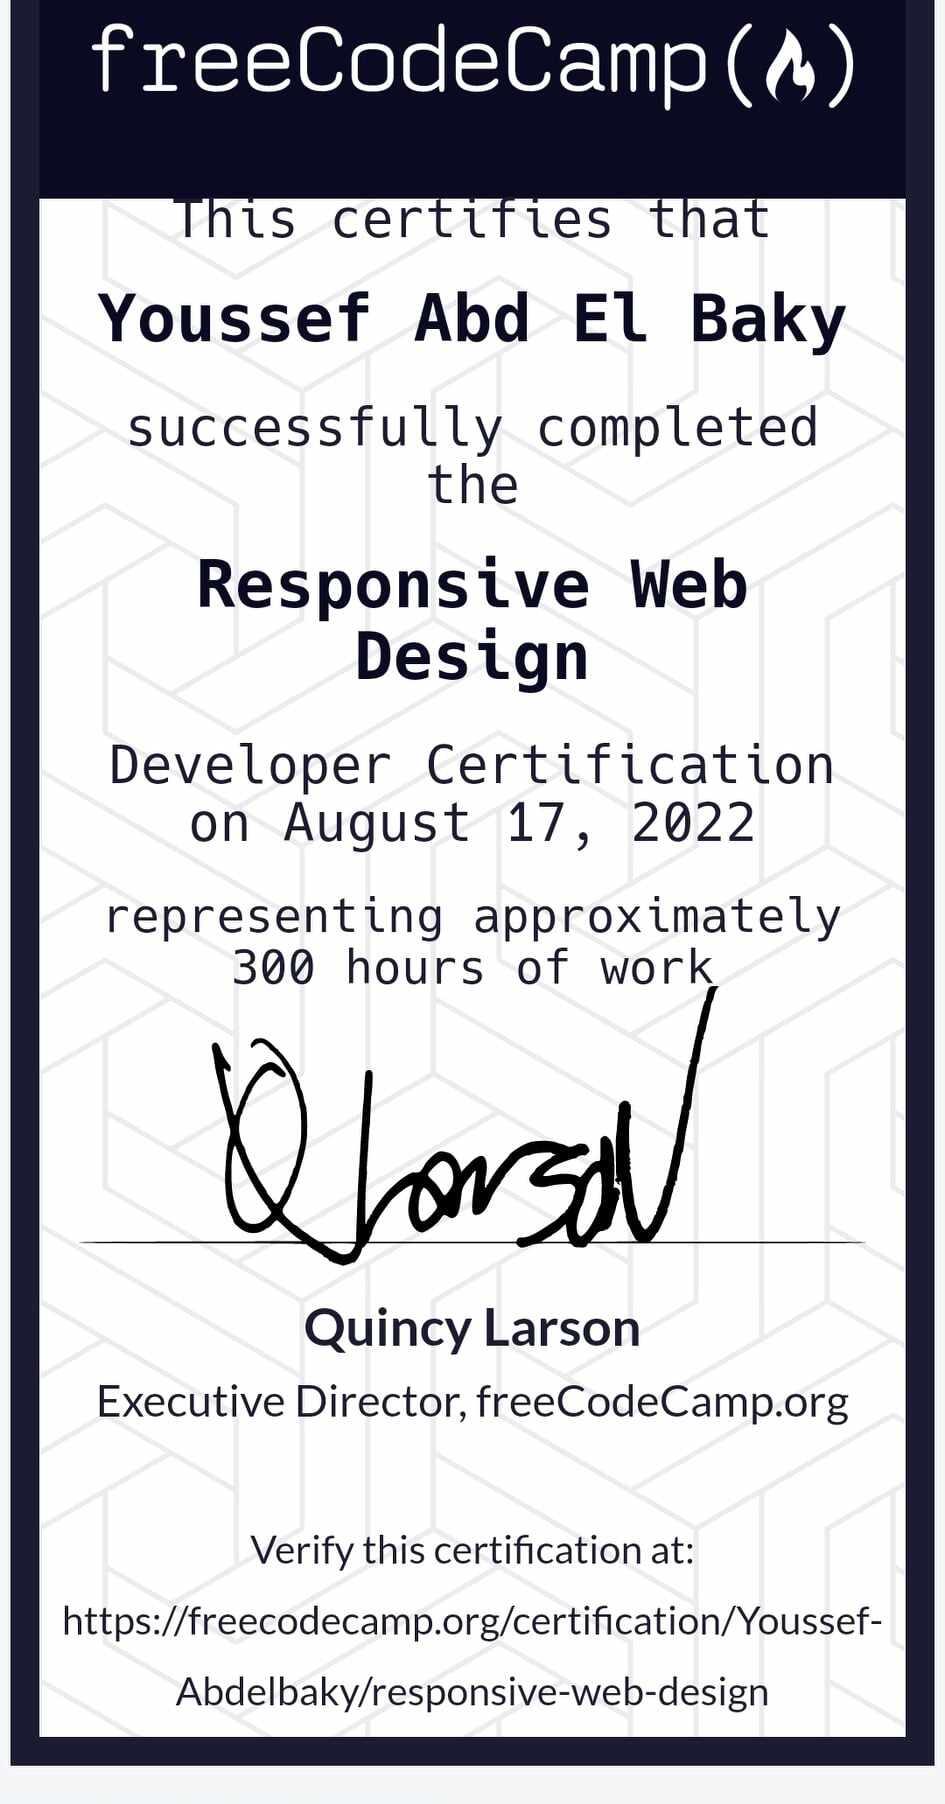 freeCodeCamp
This certifies that
Youssef Abd El Baky
successfully completed
the
Responsive Web
Design
Developer Certification
on August 17, 2022
representing approximately
300 hours of work
QLarson
Quincy Larson
Executive Director, freeCodeCamp.org
Verify this certification at:
https://freecodecamp.org/certification/Youssef-
Abdelbaky/responsive-web-design